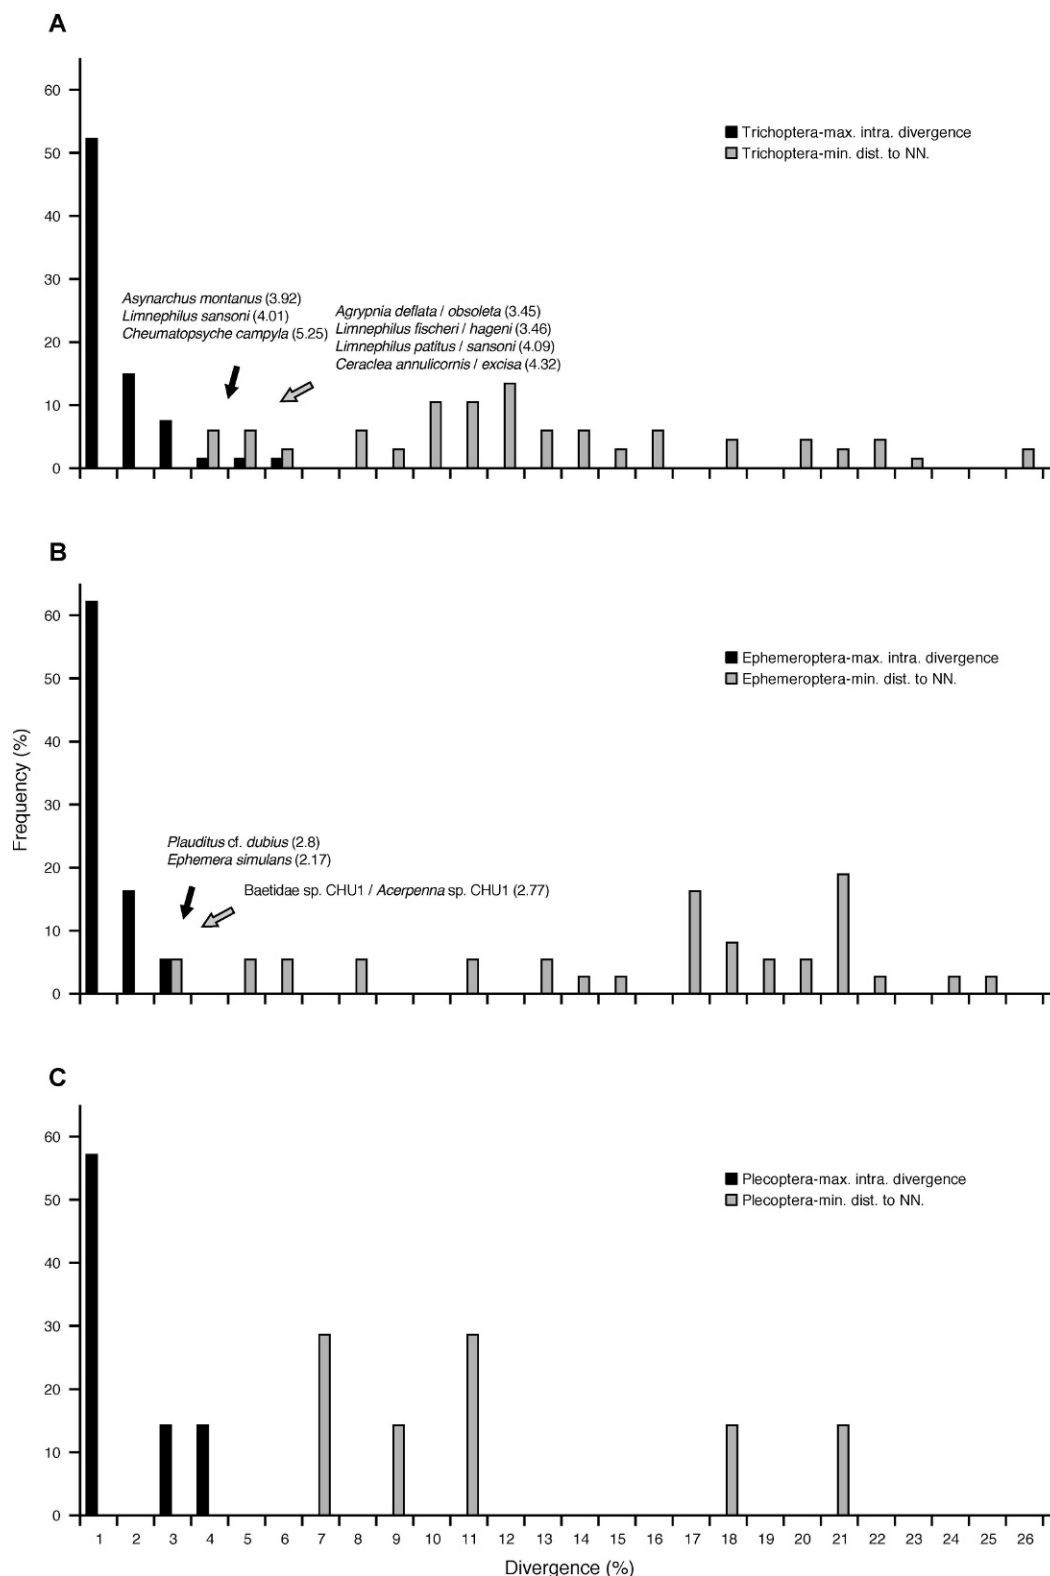 A
60
50
40
30
20
10
0
Trichoptera-max. intra. divergence
Trichoptera-min. dist. to NN.
Asynarchus montanus (3.92)
Limnephilus sansoni (4.01)
Cheumatopsyche campyla (5.25)
Agrypnia deflata / obsoleta (3.45)
Limnephilus fischeri / hageni (3.46)
Limnephilus patitus / sansoni (4.09)
Ceraclea annulicornis / excisa (4.32)
B
60
50
40
30
20
10
0
Ephemeroptera-max. intra. divergence
Ephemeroptera-min. dist. to NN.
Plauditus cf. dubius (2.8)
Ephemera simulans (2.17)
Baetidae sp. CHU1 / Acerpenna sp. CHU1 (2.77)
Frequency (%)
C
60
50
40
30
20
10
0
Plecoptera-max. intra. divergence
Plecoptera-min. dist. to NN.
1 2 3 4 5 6 7 8 9 10 11 12 13 14 15 16 17 18 19 20 21 22 23 24 25 26
Divergence (%)